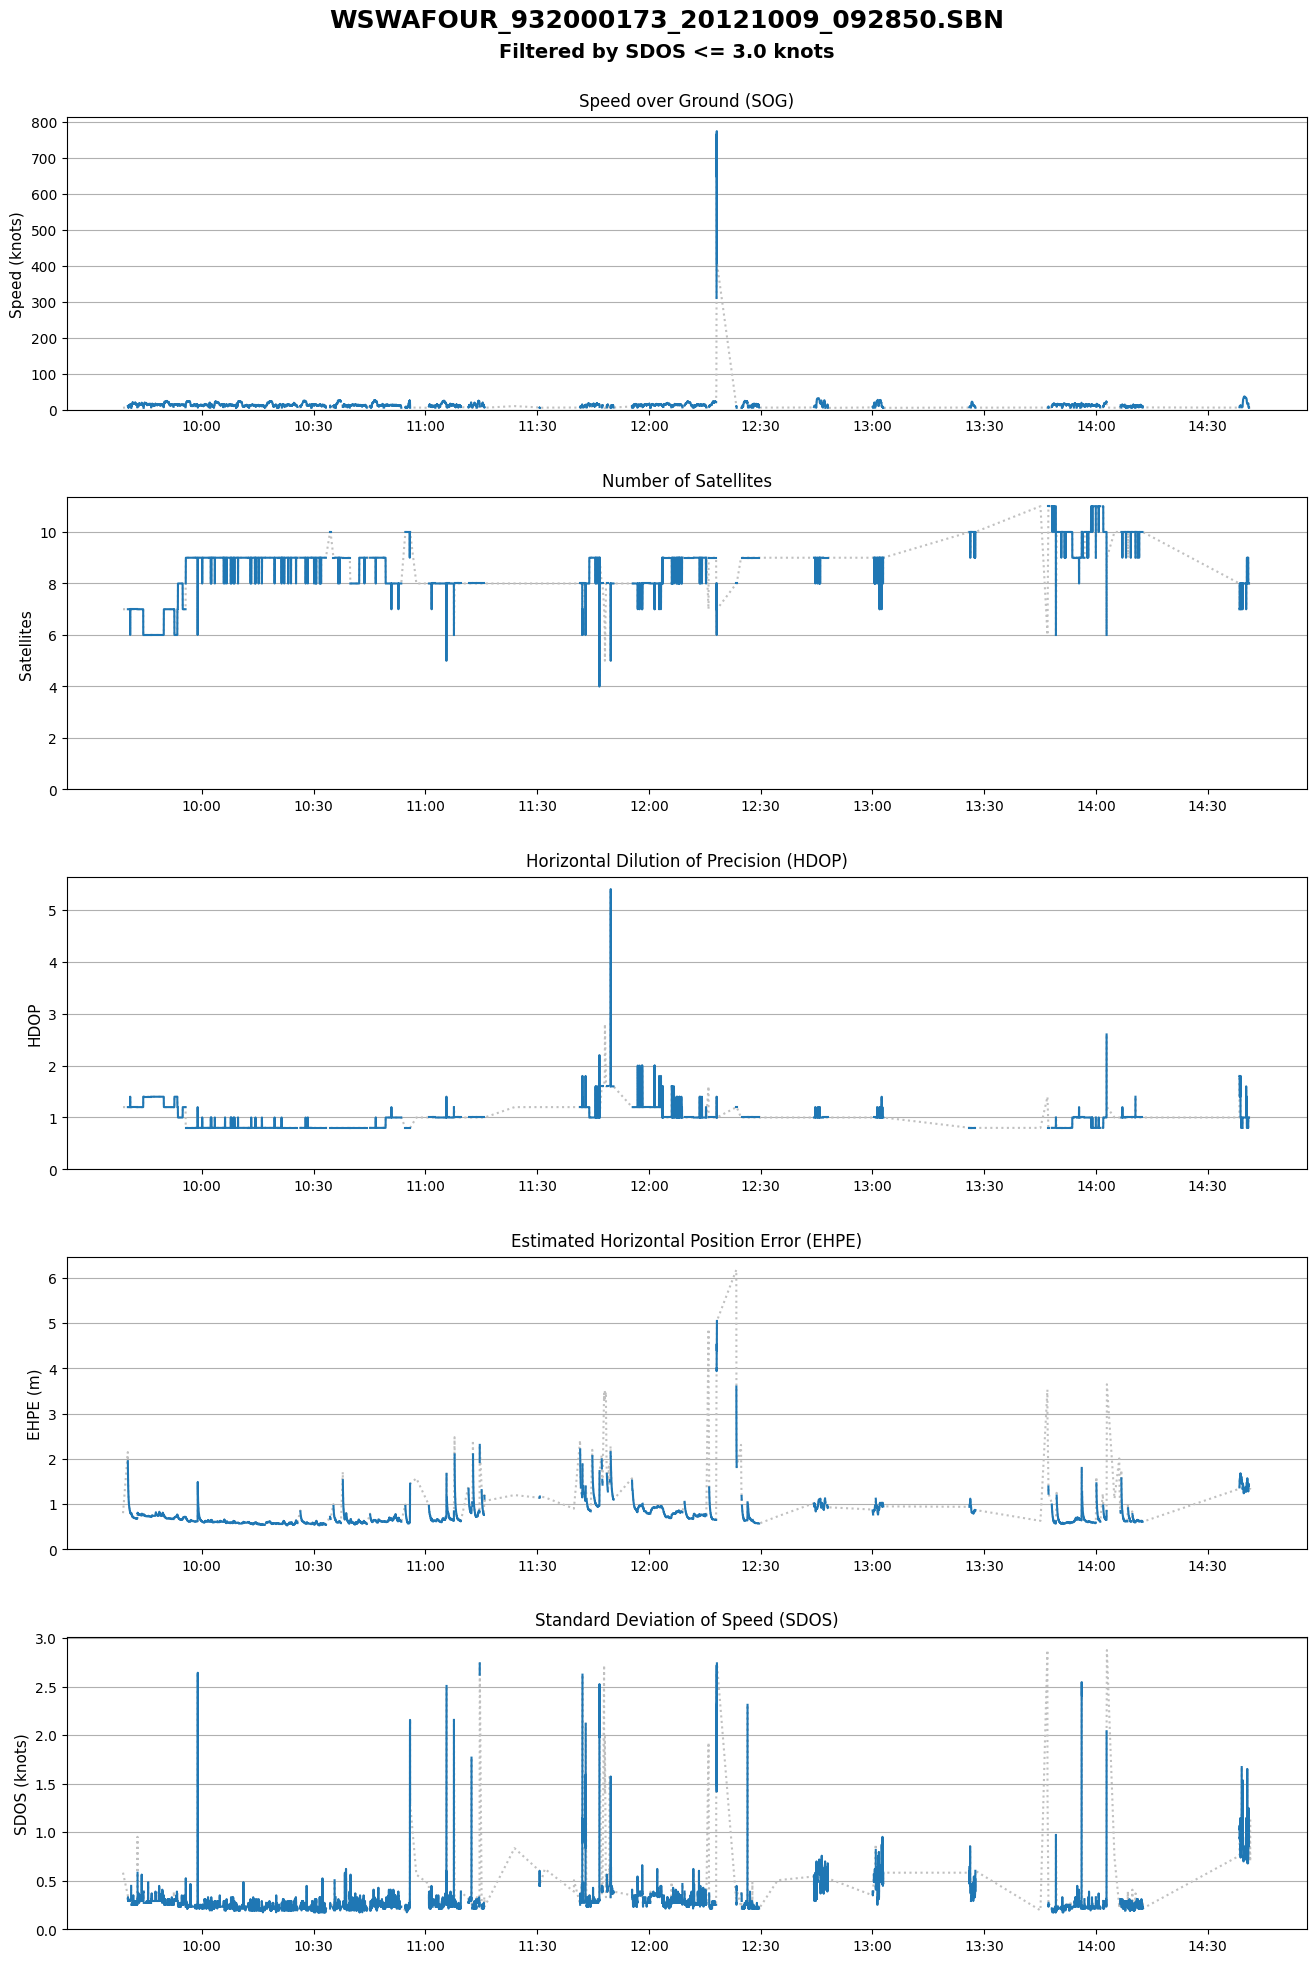 WSWAFOUR_932000173_20121009_092850.SBN
Filtered by SDOS <= 3.0 knots
Speed over Ground (SOG)
800
700
600
500
400
300
200
100
0
Speed (knots)
10:00 10:30 11:00 11:30 12:00 12:30 13:00 13:30 14:00 14:30
Number of Satellites
10
8
6
4
2
0
Satellites
10:00 10:30 11:00 11:30 12:00 12:30 13:00 13:30 14:00 14:30
Horizontal Dilution of Precision (HDOP)
5
4
3
2
1
0
HDOP
10:00 10:30 11:00 11:30 12:00 12:30 13:00 13:30 14:00 14:30
Estimated Horizontal Position Error (EHPE)
6
5
4
3
2
1
0
EHPE (m)
10:00 10:30 11:00 11:30 12:00 12:30 13:00 13:30 14:00 14:30
Standard Deviation of Speed (SDOS)
3.0
2.5
2.0
1.5
1.0
0.5
0.0
SDOS (knots)
10:00 10:30 11:00 11:30 12:00 12:30 13:00 13:30 14:00 14:30